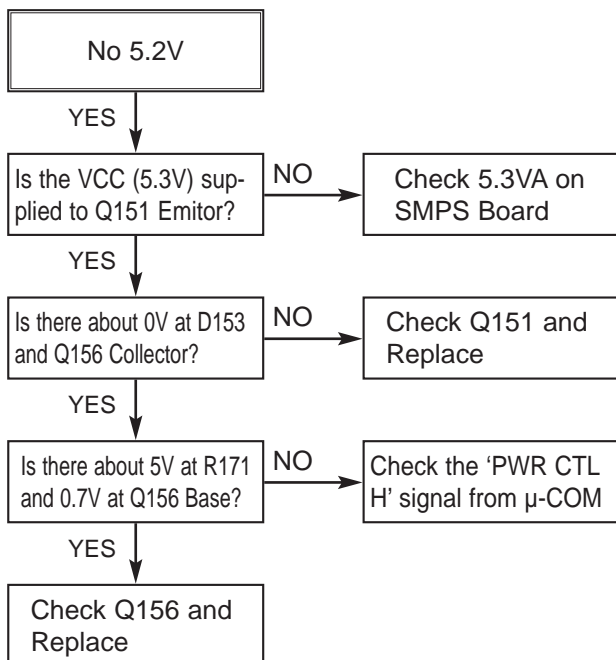 No 5.2V
YES
Is the VCC (5.3V) sup-
plied to Q151 Emitor?
NO
Check 5.3VA on
SMPS Board
YES
Is there about 0V at D153
and Q156 Collector?
NO
Check Q151 and
Replace
YES
Is there about 5V at R171
and 0.7V at Q156 Base?
NO
Check the ‘PWR CTL
H’ signal from µ-COM
YES
Check Q156 and
Replace